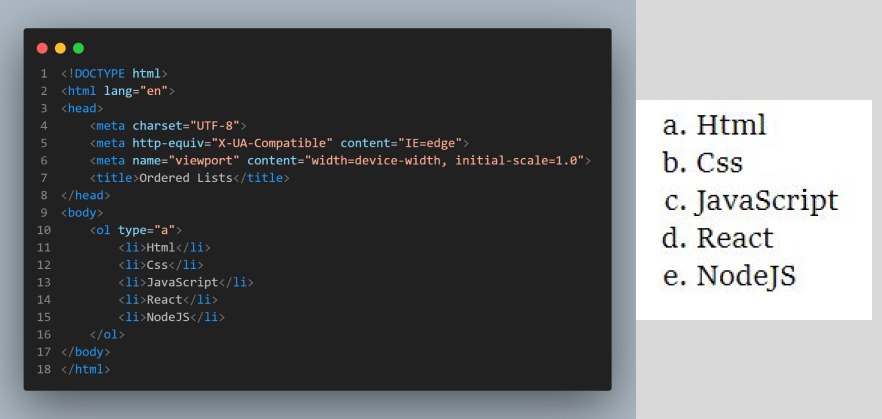 1 <!DOCTYPE html>
2 <html lang="en">
3 <head>
4     <meta charset="UTF-8">
5     <meta http-equiv="X-UA-Compatible" content="IE=edge">
6     <meta name="viewport" content="width=device-width, initial-scale=1.0">
7     <title>Ordered Lists</title>
8 </head>
9 <body>
10     <ol type="a">
11         <li>Html</li>
12         <li>Css</li>
13         <li>JavaScript</li>
14         <li>React</li>
15         <li>NodeJS</li>
16     </ol>
17 </body>
18 </html>
a. Html
b. Css
c. JavaScript
d. React
e. NodeJS